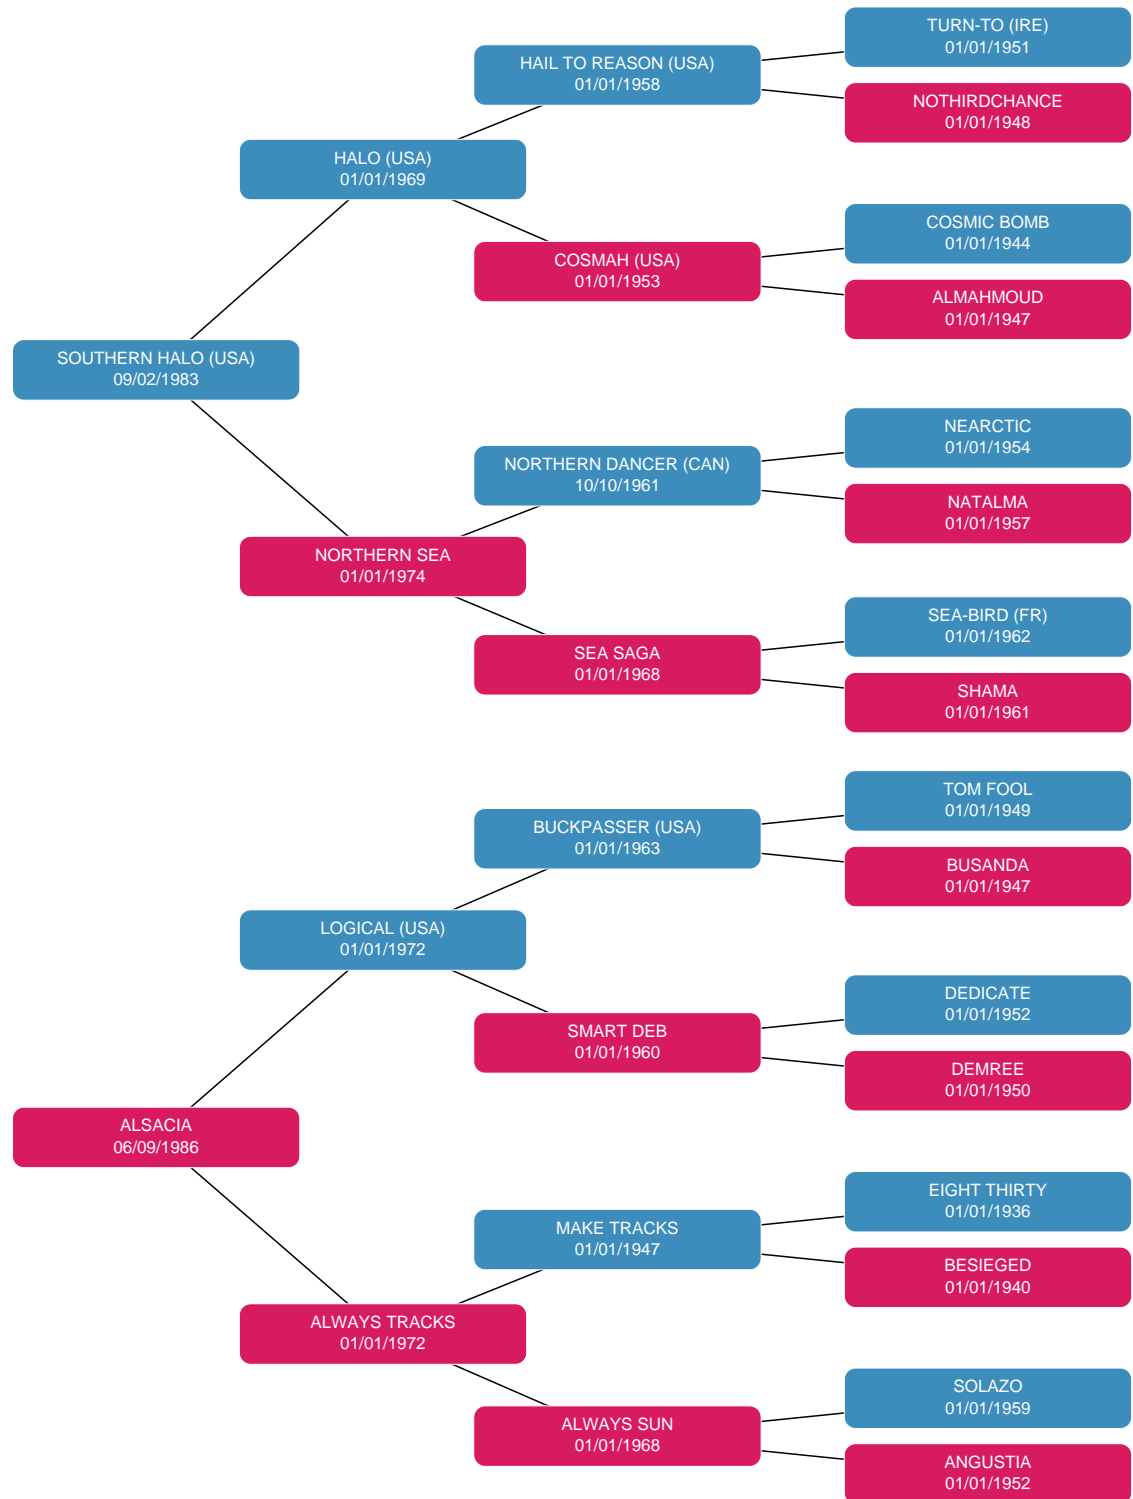 TURN-TO (IRE)
01/01/1951
HAIL TO REASON (USA)
01/01/1958
NOTHIRDCHANCE
01/01/1948
HALO (USA)
01/01/1969
COSMIC BOMB
01/01/1944
COSMAH (USA)
01/01/1953
ALMAHMOUD
01/01/1947
SOUTHERN HALO (USA)
09/02/1983
NEARCTIC
01/01/1954
NORTHERN DANCER (CAN)
10/10/1961
NATALMA
01/01/1957
NORTHERN SEA
01/01/1974
SEA-BIRD (FR)
01/01/1962
SEA SAGA
01/01/1968
SHAMA
01/01/1961
TOM FOOL
01/01/1949
BUCKPASSER (USA)
01/01/1963
BUSANDA
01/01/1947
LOGICAL (USA)
01/01/1972
DEDICATE
01/01/1952
SMART DEB
01/01/1960
DEMREE
01/01/1950
ALSACIA
06/09/1986
EIGHT THIRTY
01/01/1936
MAKE TRACKS
01/01/1947
BESIEGED
01/01/1940
ALWAYS TRACKS
01/01/1972
SOLAZO
01/01/1959
ALWAYS SUN
01/01/1968
ANGUSTIA
01/01/1952